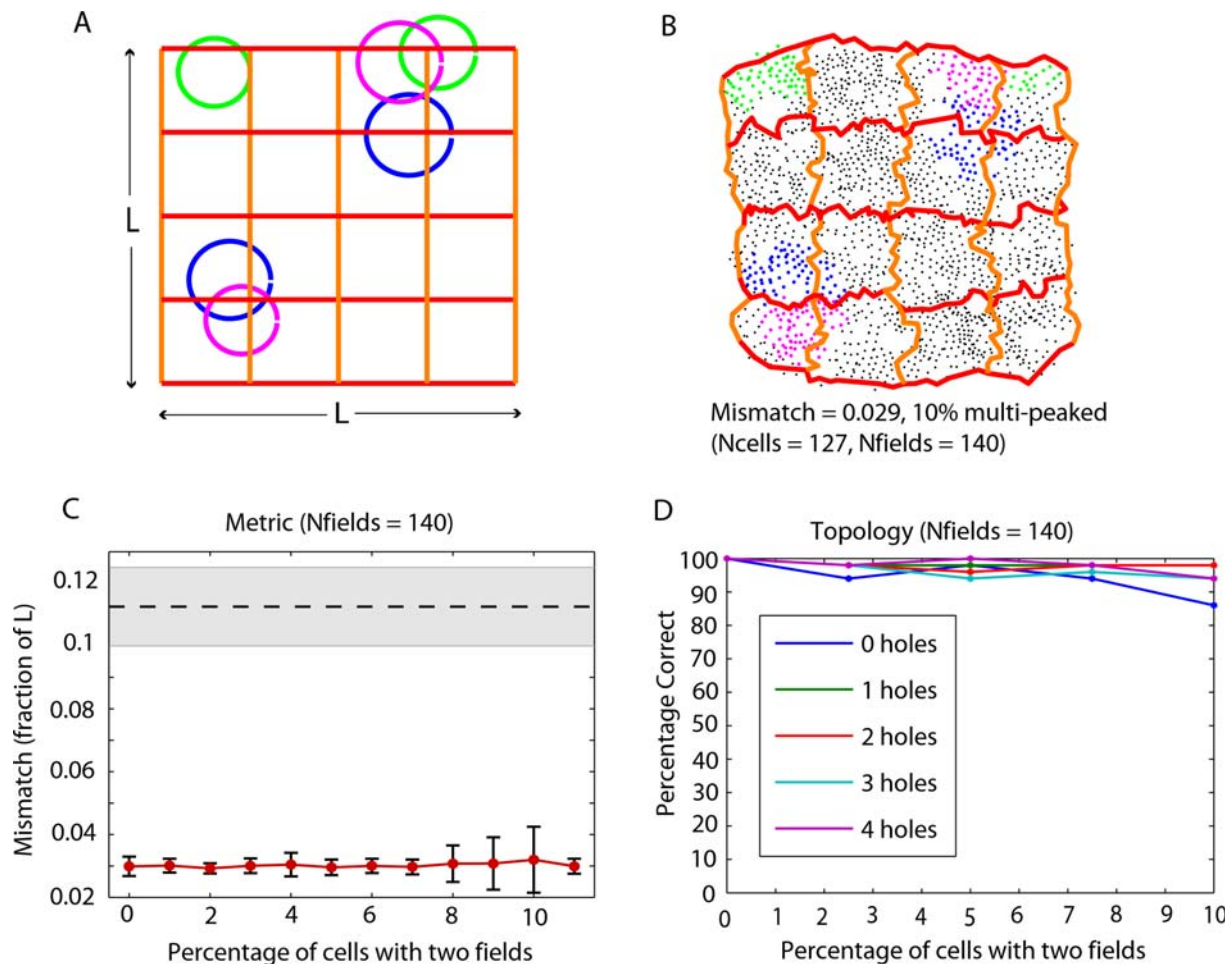 A
L
L
B
Mismatch = 0.029, 10% multi-peaked
(Ncells = 127, Nfields = 140)
C
Metric (Nfields = 140)
Mismatch (fraction of L)
0.12
0.1
0.08
0.06
0.04
0.02
0 2 4 6 8 10
Percentage of cells with two fields
D
Topology (Nfields = 140)
Percentage Correct
100
90
80
70
60
50
40
30
20
10
0
0 holes
1 holes
2 holes
3 holes
4 holes
0 1 2 3 4 5 6 7 8 9 10
Percentage of cells with two fields